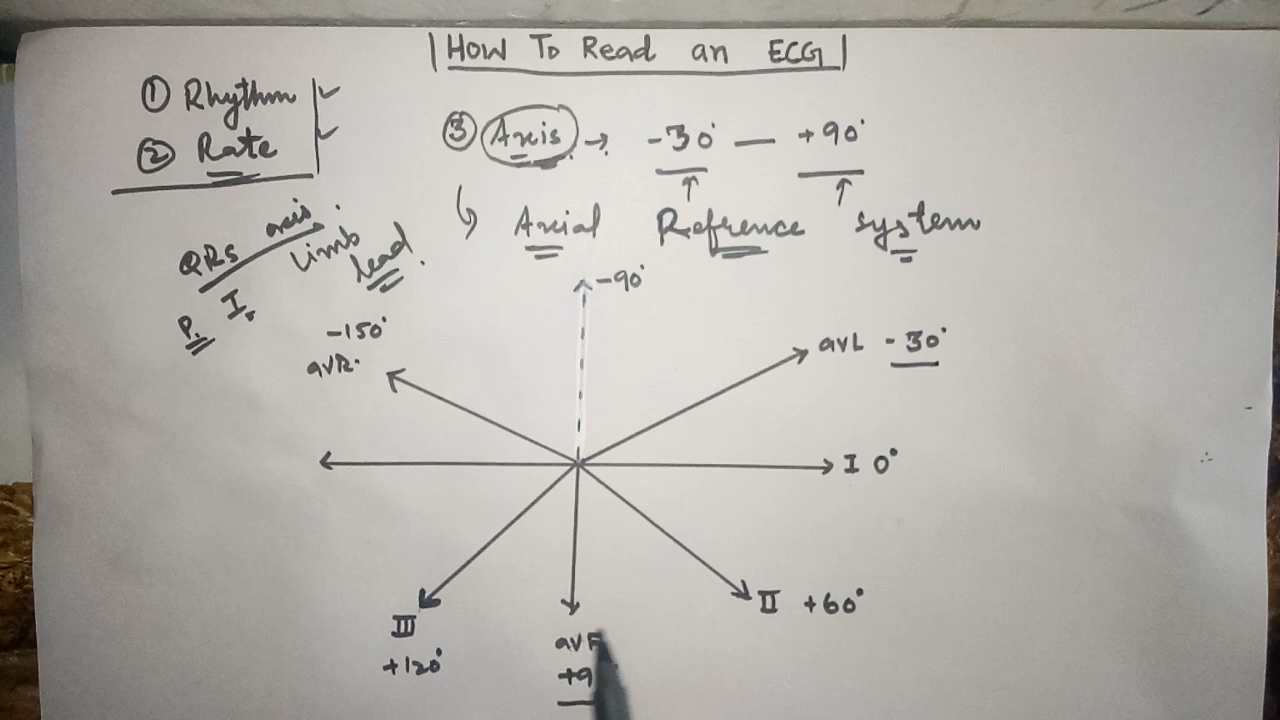 HOW To Read an ECG
① Rhythm
② Rate
③ Axis → -30° — +90°
Axial Refrence system
QRS axis
limb lead.
I.
P.
-90°
-150°
avR.
avL -30°
I 0°
II +60°
III
+120°
avF
+9